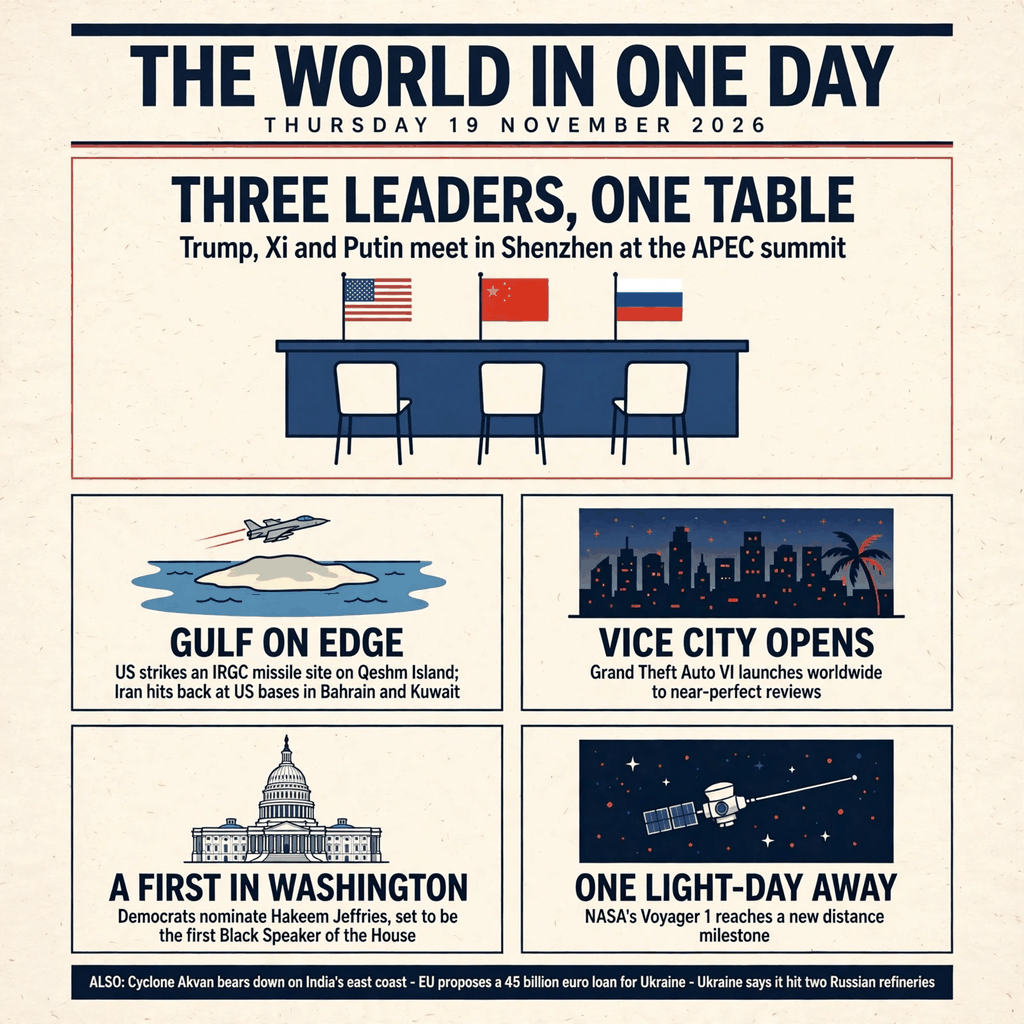 THE WORLD IN ONE DAY
THURSDAY 19 NOVEMBER 2026
THREE LEADERS, ONE TABLE
Trump, Xi and Putin meet in Shenzhen at the APEC summit
GULF ON EDGE
US strikes an IRGC missile site on Qeshm Island;
Iran hits back at US bases in Bahrain and Kuwait
VICE CITY OPENS
Grand Theft Auto VI launches worldwide
to near-perfect reviews
A FIRST IN WASHINGTON
Democrats nominate Hakeem Jeffries, set to be
the first Black Speaker of the House
ONE LIGHT-DAY AWAY
NASA's Voyager 1 reaches a new distance
milestone
ALSO: Cyclone Akvan bears down on India's east coast - EU proposes a 45 billion euro loan for Ukraine - Ukraine says it hit two Russian refineries